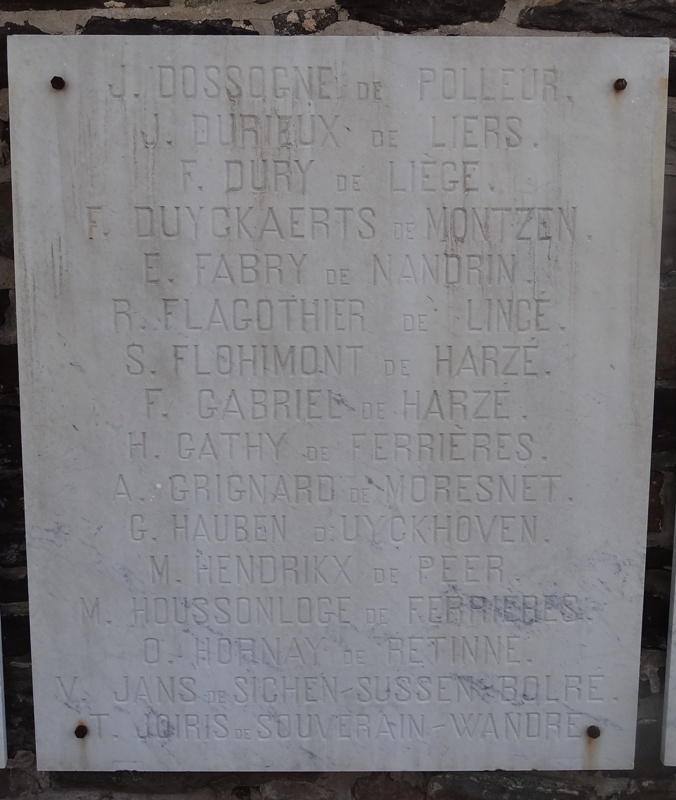 J. DOSSOGNE DE POLLEUR.
J. DURIEUX DE LIERS.
F. DURY DE LIÈGE.
F. DUYCKAERTS DE MONTZEN.
E. FABRY DE NANDRIN.
R. FLAGOTHIER DE LINCÉ.
S. FLOHIMONT DE HARZÉ.
F. GABRIEL DE HARZÉ.
H. GATHY DE FERRIÈRES.
A. GRIGNARD DE MORESNET.
G. HAUBEN D'UYCKHOVEN.
M. HENDRIKX DE PEER.
M. HOUSSONLOGE DE FERRIÈRES.
O. HORNAY DE RETINNE.
V. JANS DE SICHEN-SUSSEN-BOLRÉ.
T. JOIRIS DE SOUVERAIN-WANDRE